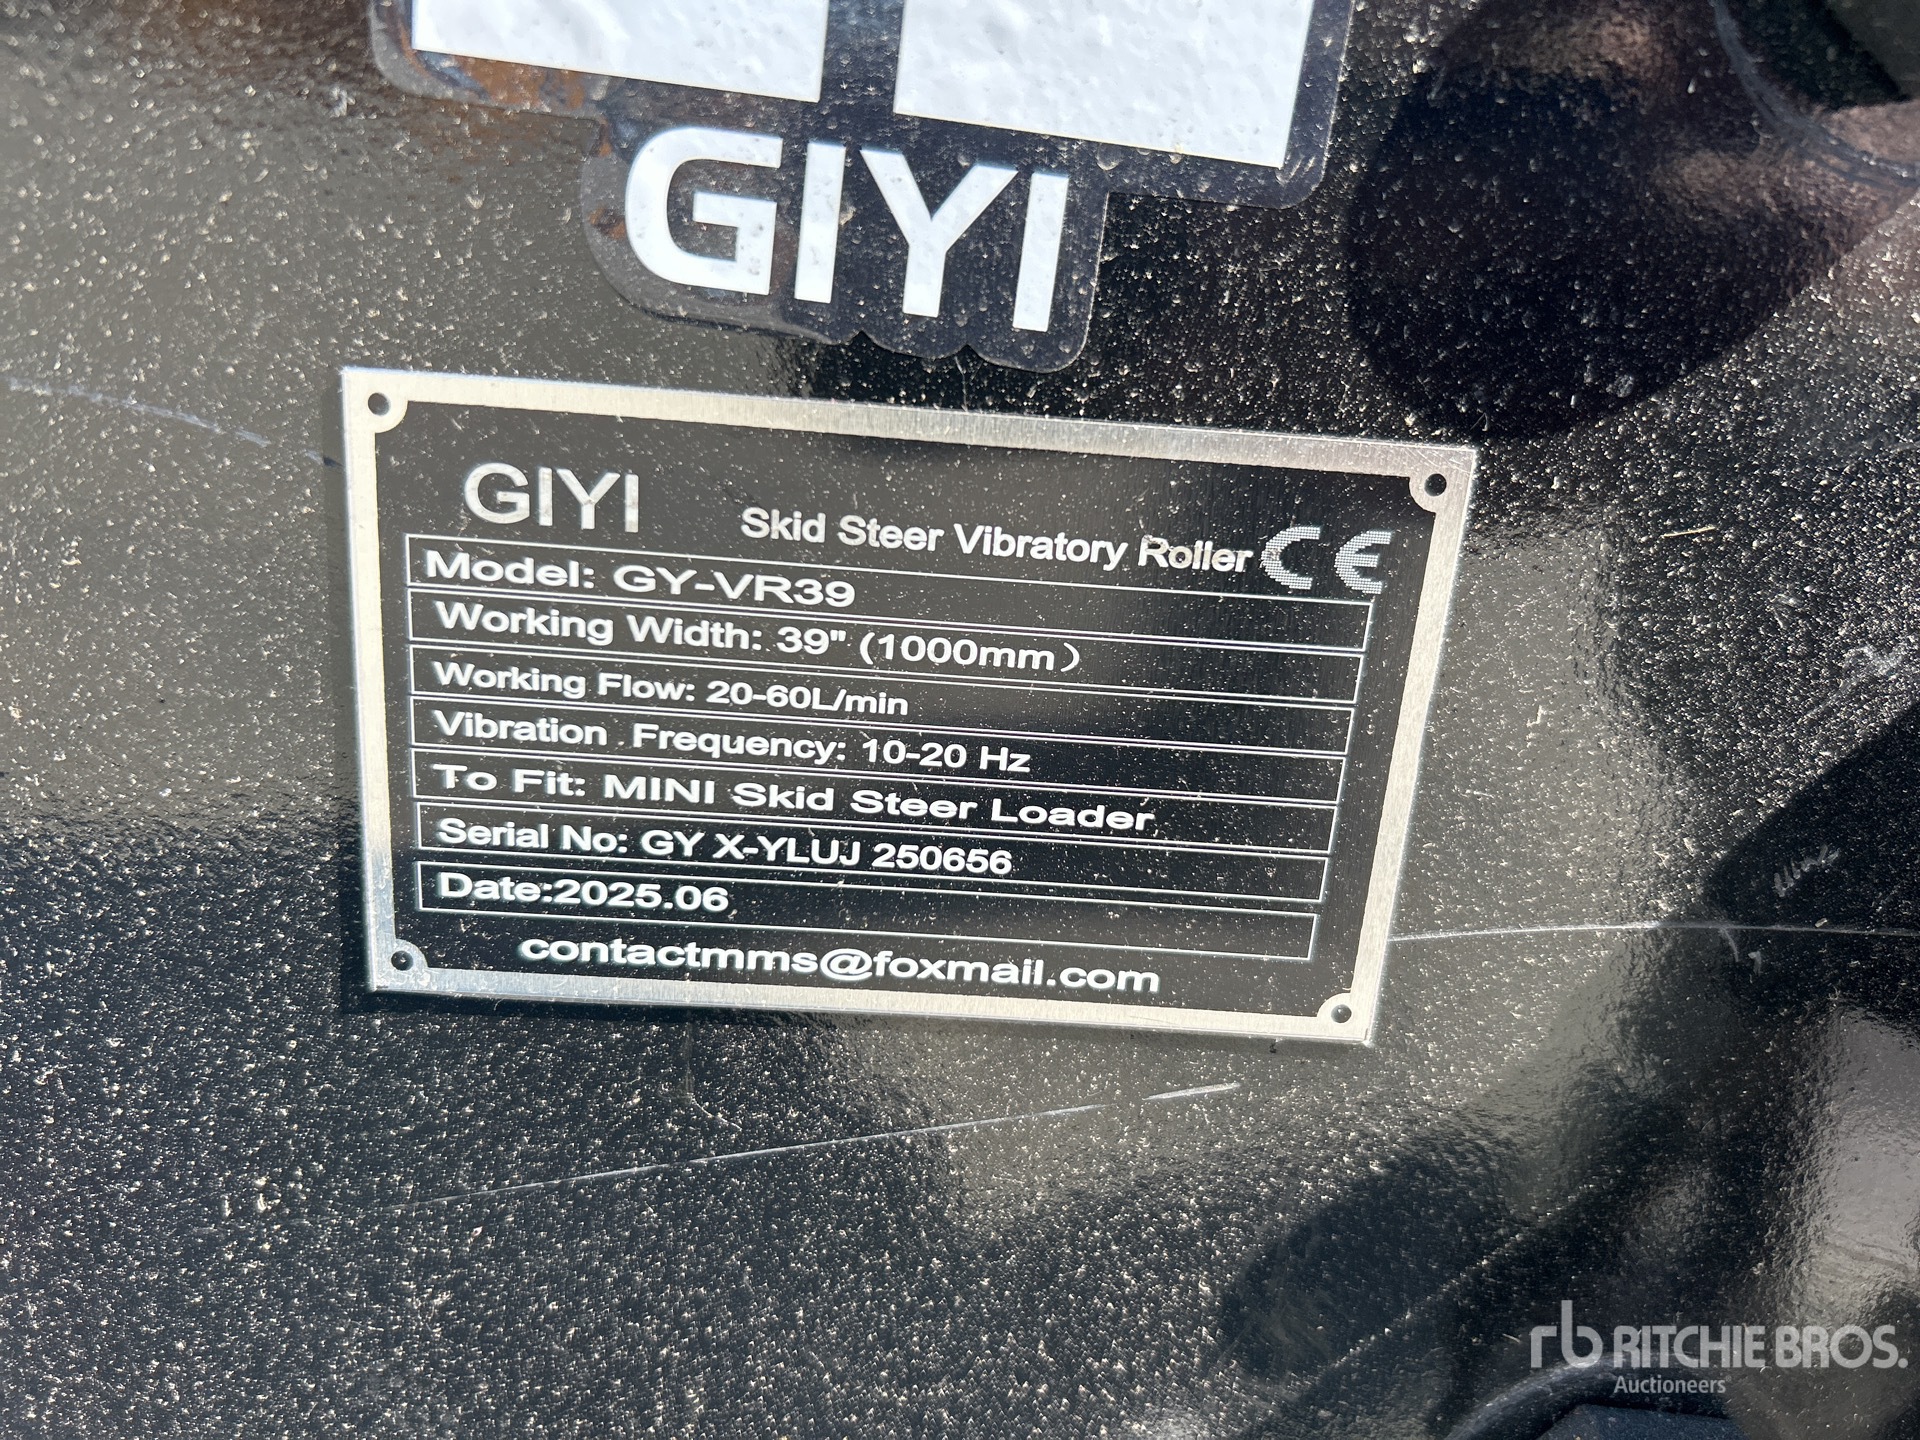 GIYI
GIYI
Skid Steer Vibratory Roller CE
Model: GY-VR39
Working Width: 39" (1000mm)
Working Flow: 20-60L/min
Vibration Frequency: 10-20 Hz
To Fit: MINI Skid Steer Loader
Serial No: GY X-YLUJ 250656
Date:2025.06
contactmms@foxmail.com
rb RITCHIE BROS.
Auctioneers